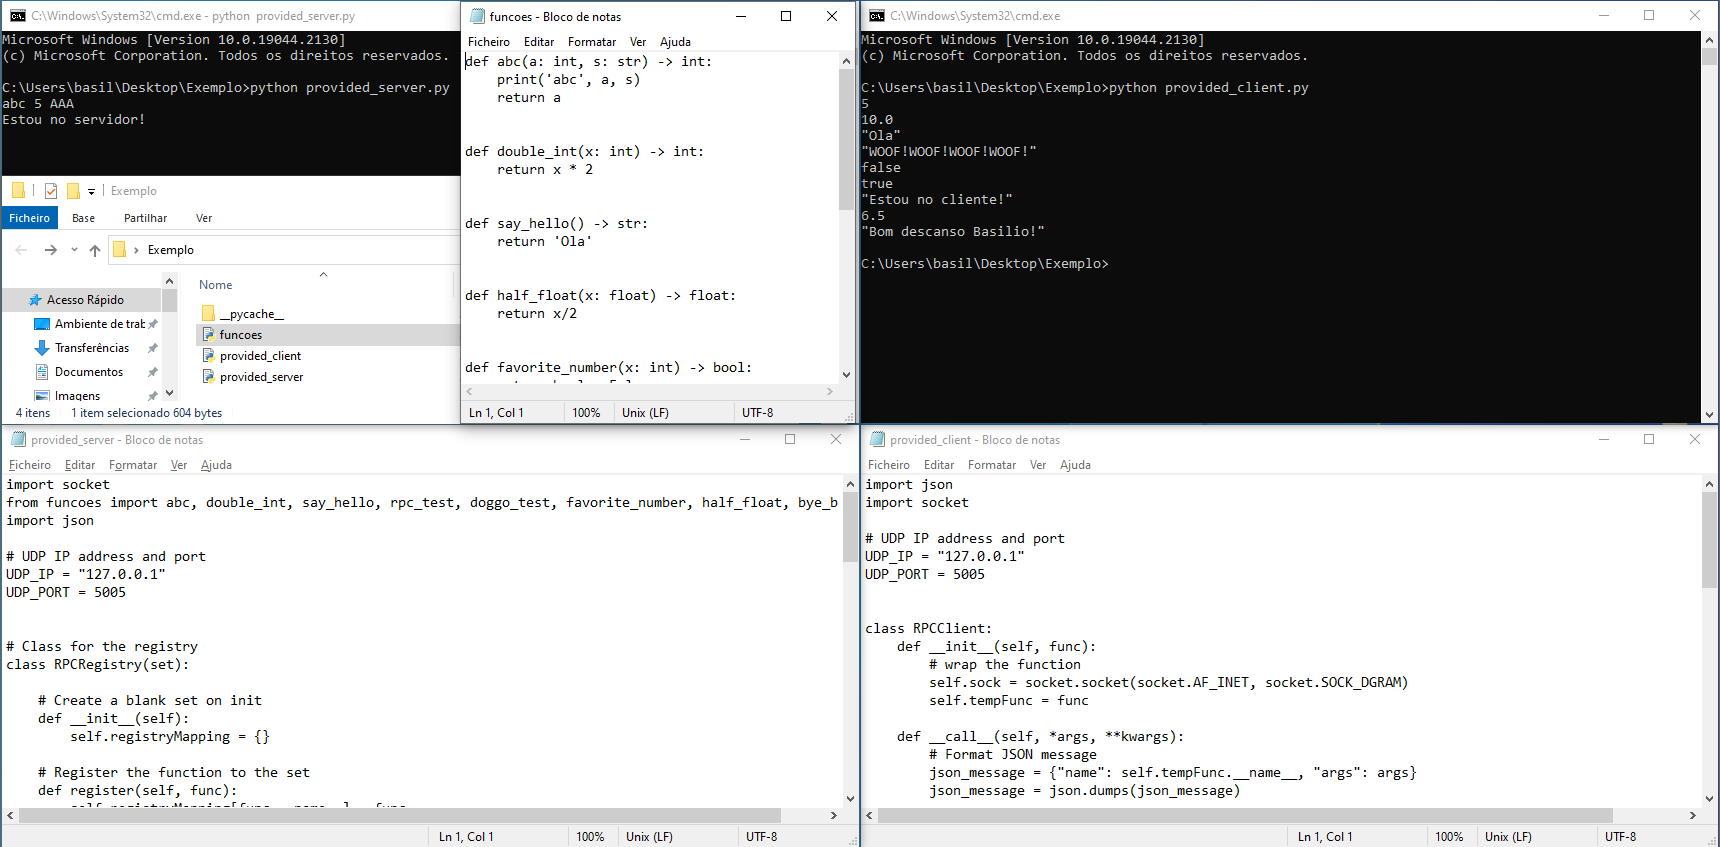 C:\Windows\System32\cmd.exe - python  provided_server.py
Microsoft Windows [Version 10.0.19044.2130]
(c) Microsoft Corporation. Todos os direitos reservados.
C:\Users\basil\Desktop\Exemplo>python provided_server.py
abc 5 AAA
Estou no servidor!
Exemplo
Ficheiro Base Partilhar Ver
Exemplo
Nome
Acesso Rápido
Ambiente de trat
Transferências
Documentos
Imagens
__pycache__
funcoes
provided_client
provided_server
4 itens 1 item selecionado 604 bytes
funcoes - Bloco de notas
Ficheiro Editar Formatar Ver Ajuda
def abc(a: int, s: str) -> int:
    print('abc', a, s)
    return a
def double_int(x: int) -> int:
    return x * 2
def say_hello() -> str:
    return 'Ola'
def half_float(x: float) -> float:
    return x/2
def favorite_number(x: int) -> bool:
Ln 1, Col 1 100% Unix (LF) UTF-8
C:\Windows\System32\cmd.exe
Microsoft Windows [Version 10.0.19044.2130]
(c) Microsoft Corporation. Todos os direitos reservados.
C:\Users\basil\Desktop\Exemplo>python provided_client.py
5
10.0
"Ola"
"WOOF!WOOF!WOOF!WOOF!"
false
true
"Estou no cliente!"
6.5
"Bom descanso Basilio!"
C:\Users\basil\Desktop\Exemplo>
provided_server - Bloco de notas
Ficheiro Editar Formatar Ver Ajuda
import socket
from funcoes import abc, double_int, say_hello, rpc_test, doggo_test, favorite_number, half_float, bye_b
import json
# UDP IP address and port
UDP_IP = "127.0.0.1"
UDP_PORT = 5005
# Class for the registry
class RPCRegistry(set):
    # Create a blank set on init
    def __init__(self):
        self.registryMapping = {}
    # Register the function to the set
    def register(self, func):
Ln 1, Col 1 100% Unix (LF) UTF-8
provided_client - Bloco de notas
Ficheiro Editar Formatar Ver Ajuda
import json
import socket
# UDP IP address and port
UDP_IP = "127.0.0.1"
UDP_PORT = 5005
class RPCClient:
    def __init__(self, func):
        # wrap the function
        self.sock = socket.socket(socket.AF_INET, socket.SOCK_DGRAM)
        self.tempFunc = func
    def __call__(self, *args, **kwargs):
        # Format JSON message
        json_message = {"name": self.tempFunc.__name__, "args": args}
        json_message = json.dumps(json_message)
Ln 1, Col 1 100% Unix (LF) UTF-8